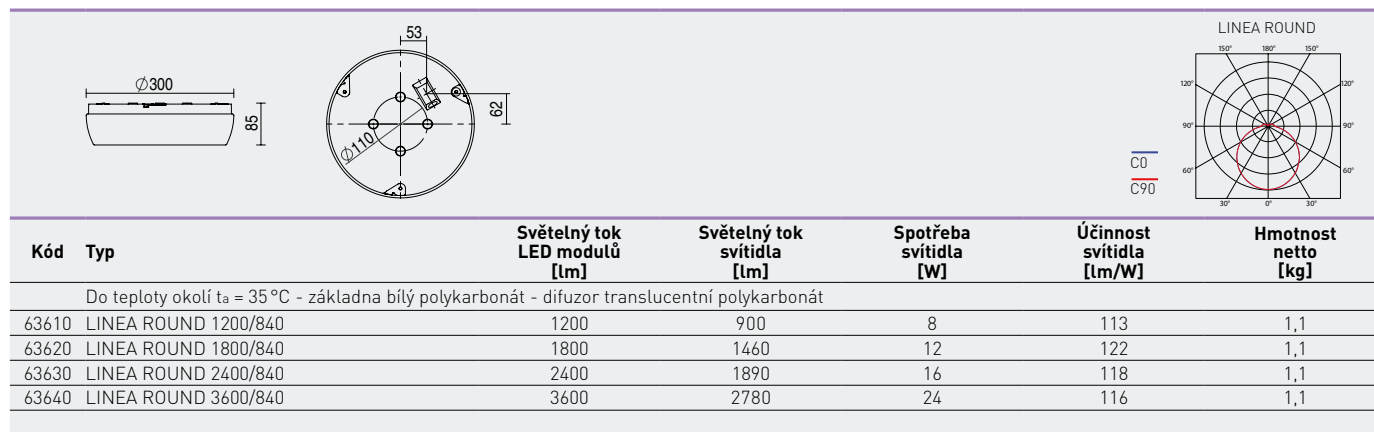 53
∅300
85
62
∅110
LINEA ROUND
150° 180° 150°
120° 120°
90° 90°
60° 60°
30° 0° 30°
C0
C90
Kód Typ Světelný tok LED modulů [lm] Světelný tok svítidla [lm] Spotřeba svítidla [W] Účinnost svítidla [lm/W] Hmotnost netto [kg]
Do teploty okolí ta = 35 °C - základna bílý polykarbonát - difuzor translucentní polykarbonát
63610 LINEA ROUND 1200/840 1200 900 8 113 1,1
63620 LINEA ROUND 1800/840 1800 1460 12 122 1,1
63630 LINEA ROUND 2400/840 2400 1890 16 118 1,1
63640 LINEA ROUND 3600/840 3600 2780 24 116 1,1